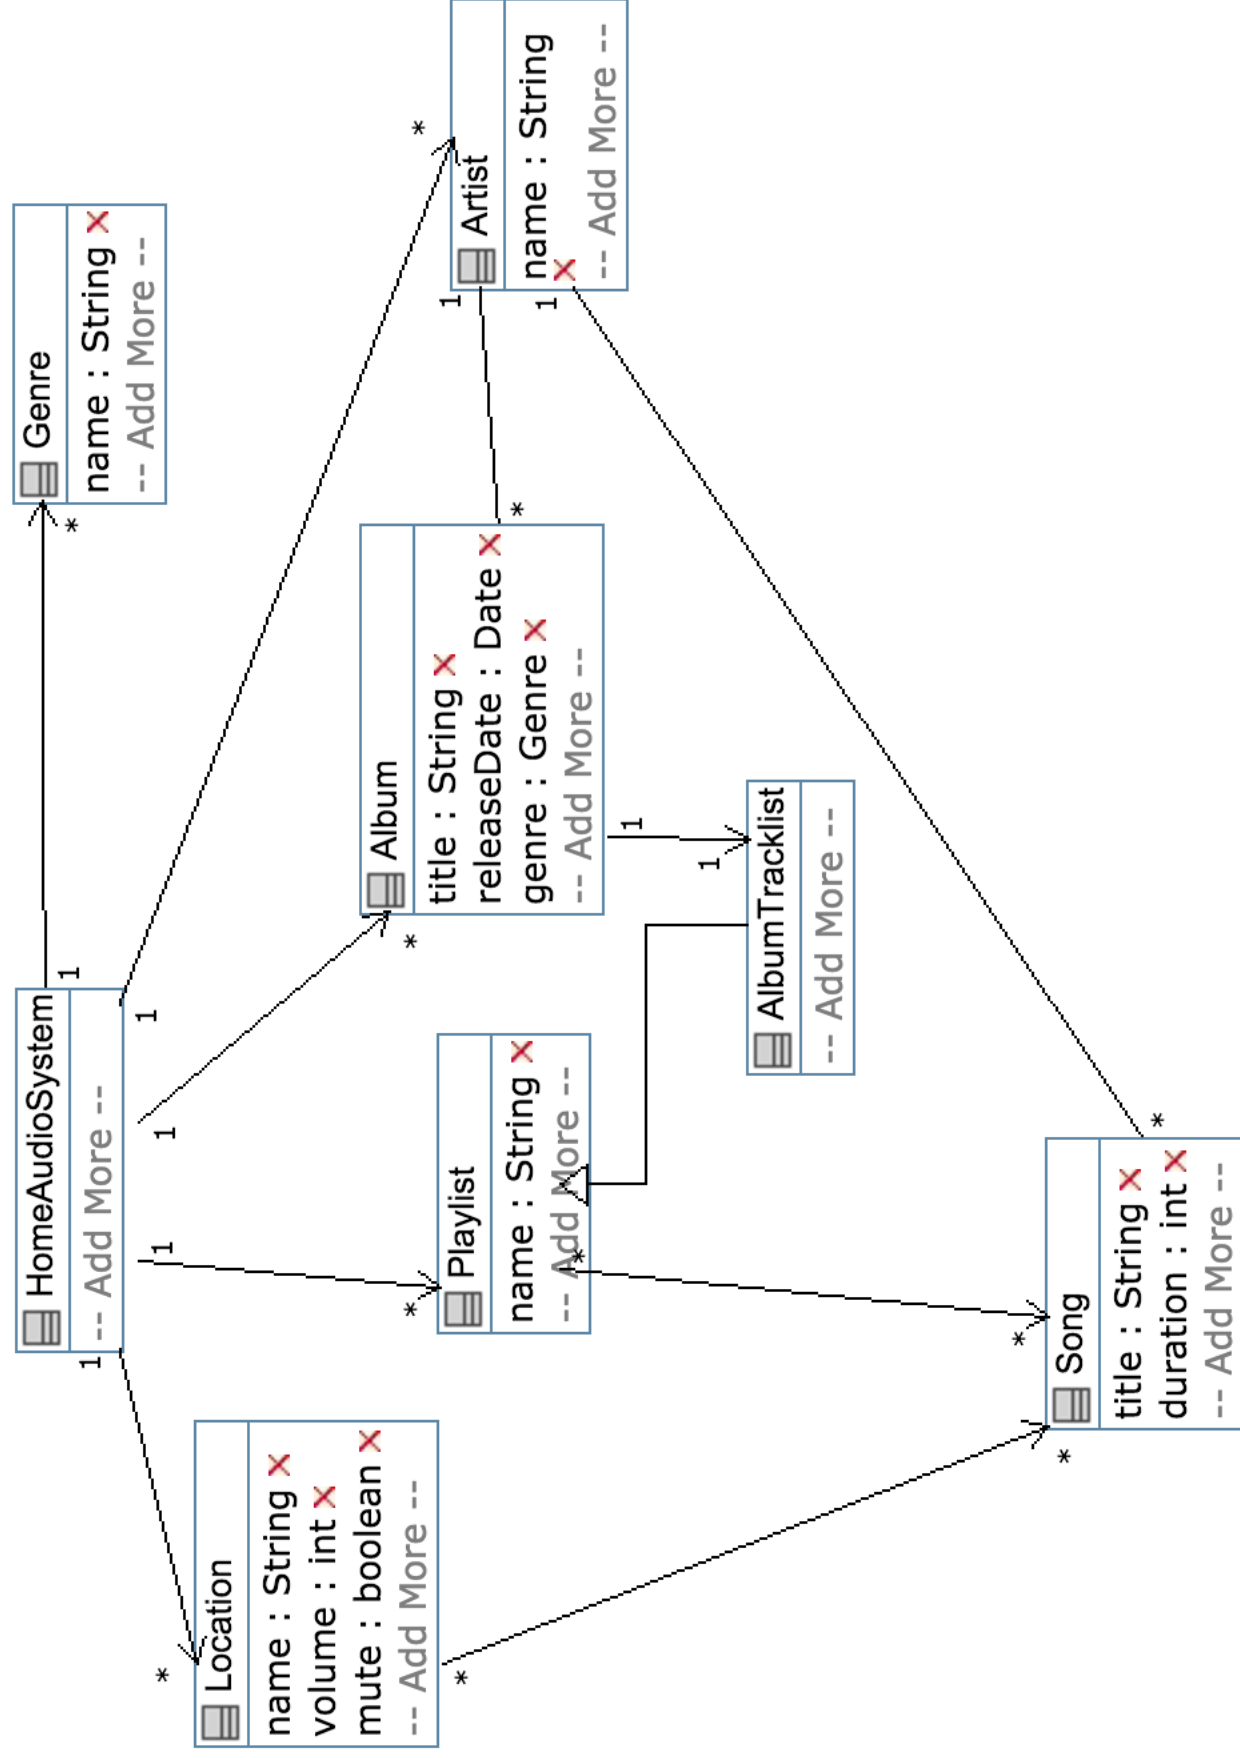 HomeAudioSystem
-- Add More --
1
1
1
1
1
*
Genre
name : String
-- Add More --
*
Location
name : String
volume : int
mute : boolean
-- Add More --
*
*
Playlist
name : String
-- Add More --
*
*
Album
title : String
releaseDate : Date
genre : Genre
-- Add More --
*
*
1
*
Artist
name : String
-- Add More --
1
1
1
AlbumTracklist
-- Add More --
*
*
Song
title : String
duration : int
-- Add More --
*